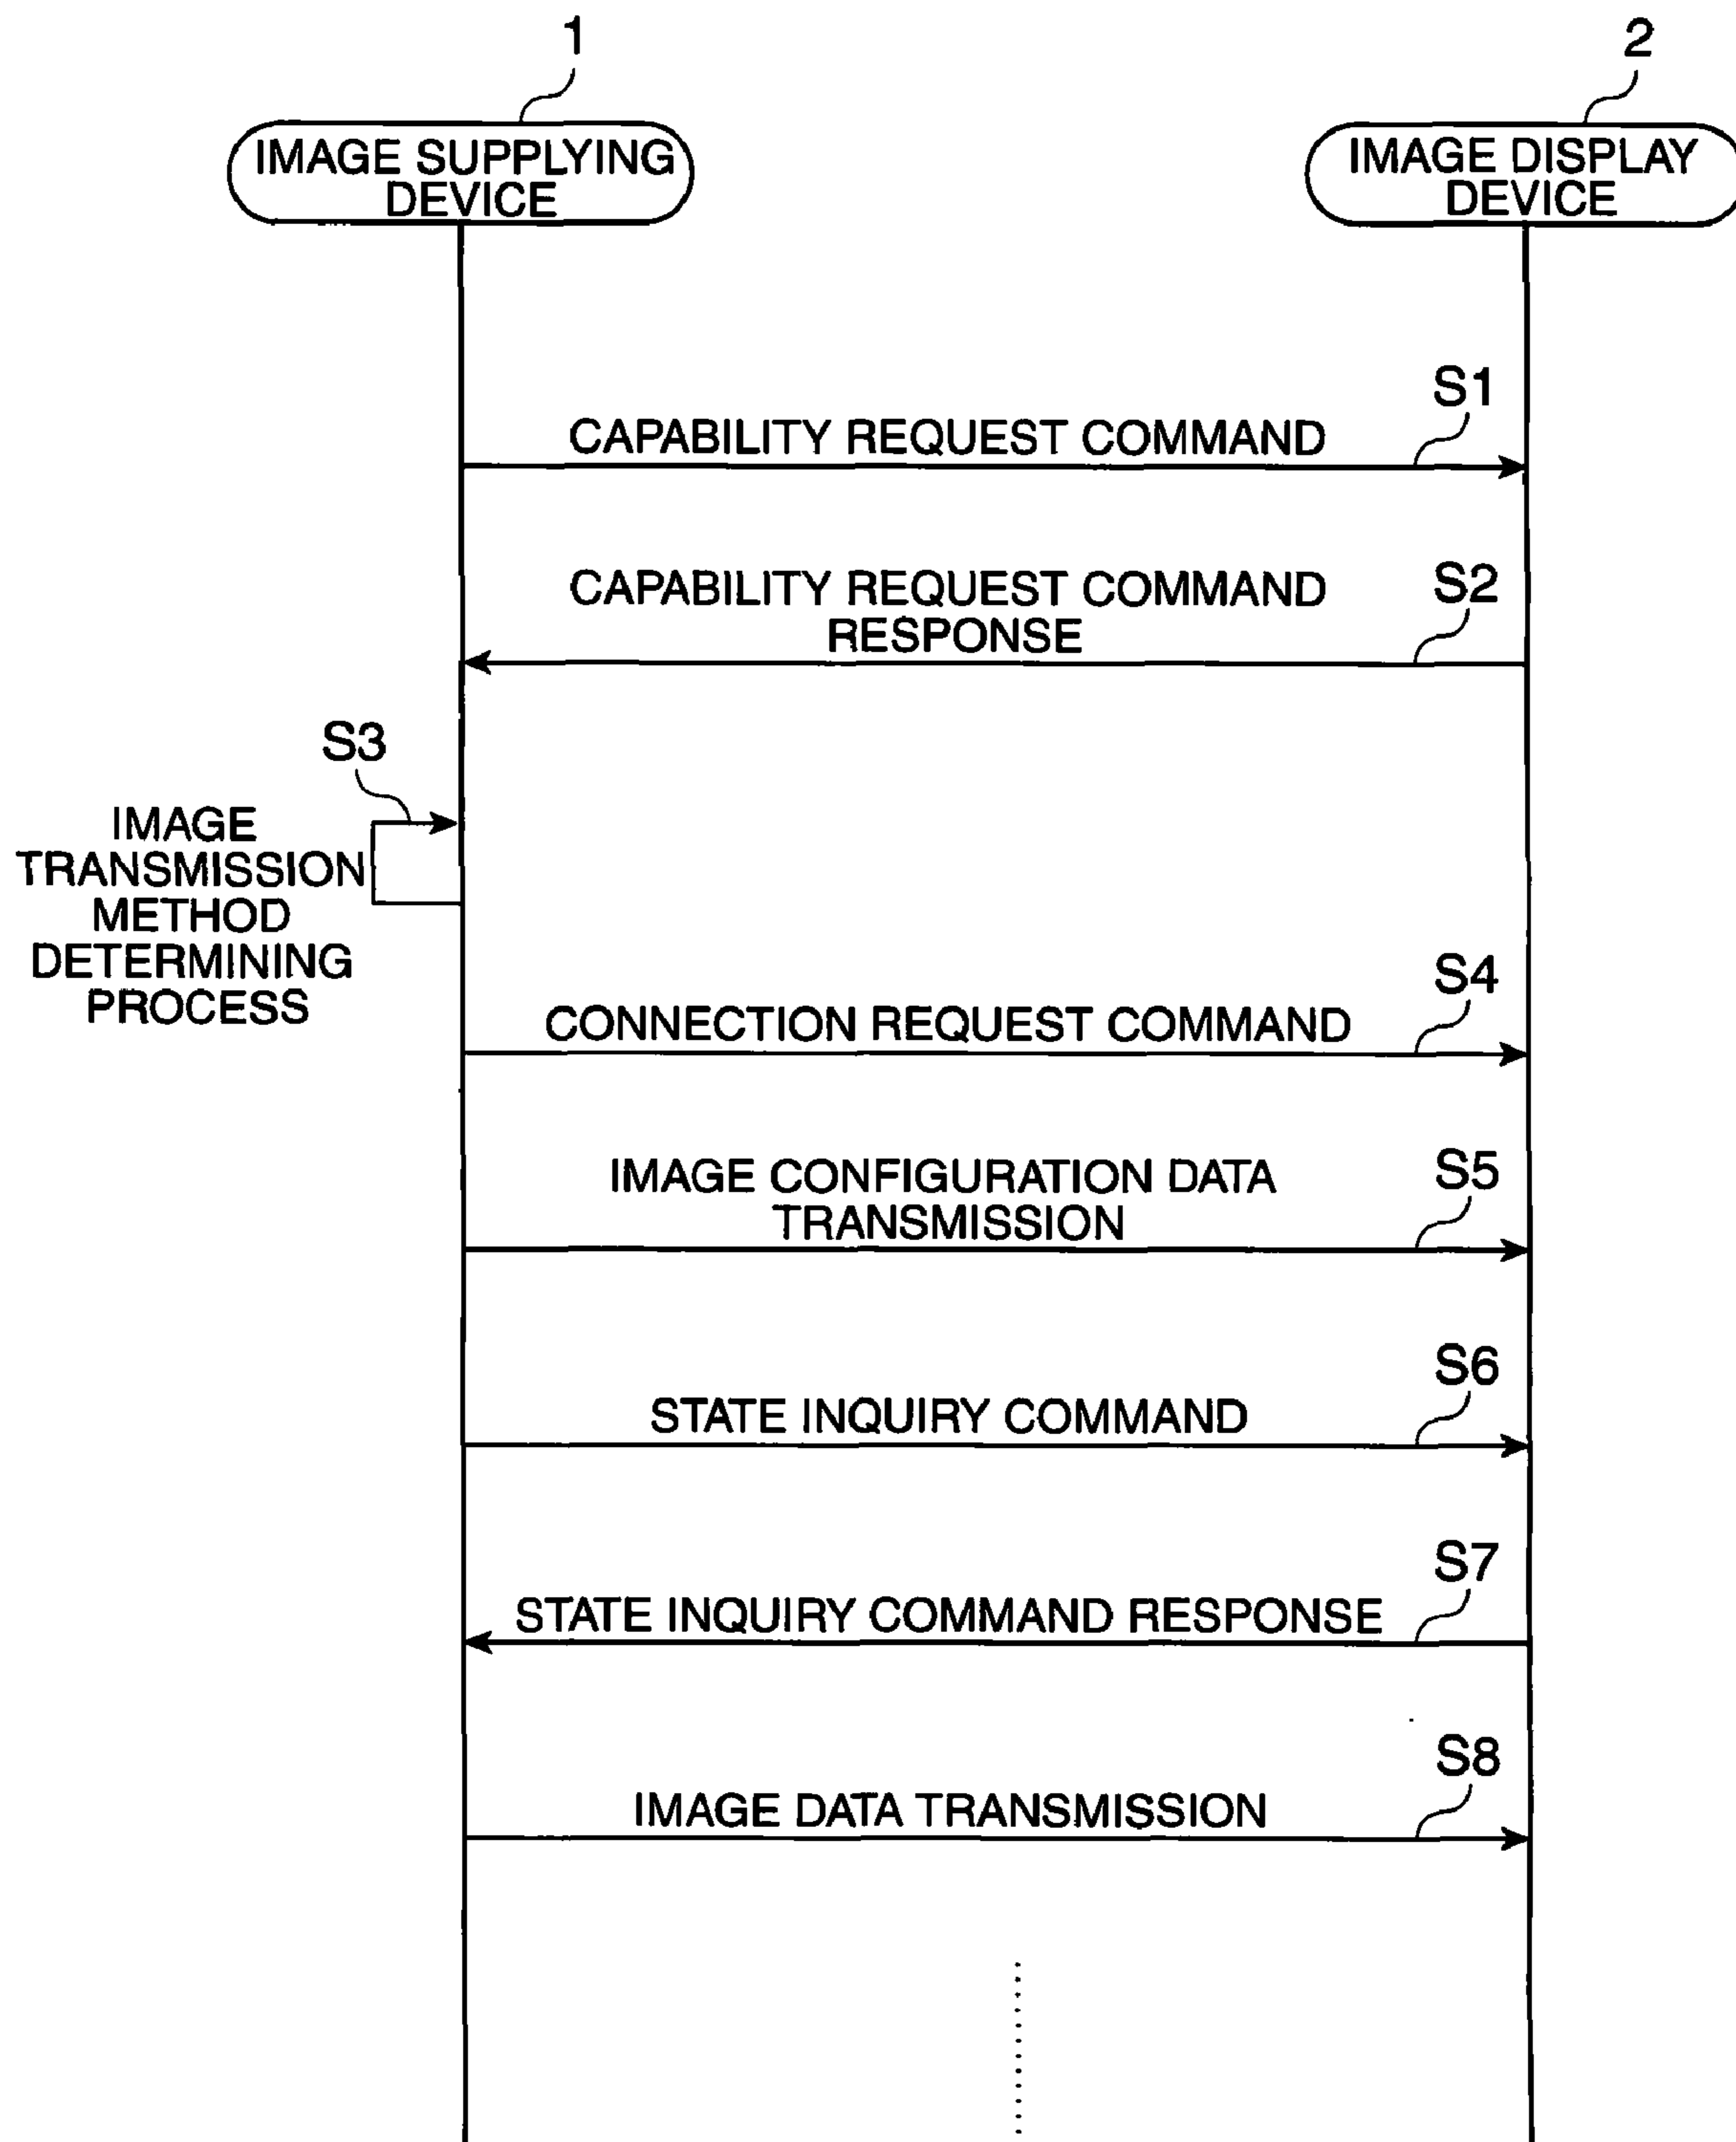 1
2
IMAGE SUPPLYING
DEVICE
IMAGE DISPLAY
DEVICE
S1
CAPABILITY REQUEST COMMAND
S2
CAPABILITY REQUEST COMMAND
RESPONSE
S3
IMAGE
TRANSMISSION
METHOD
DETERMINING
PROCESS
S4
CONNECTION REQUEST COMMAND
S5
IMAGE CONFIGURATION DATA
TRANSMISSION
S6
STATE INQUIRY COMMAND
S7
STATE INQUIRY COMMAND RESPONSE
S8
IMAGE DATA TRANSMISSION